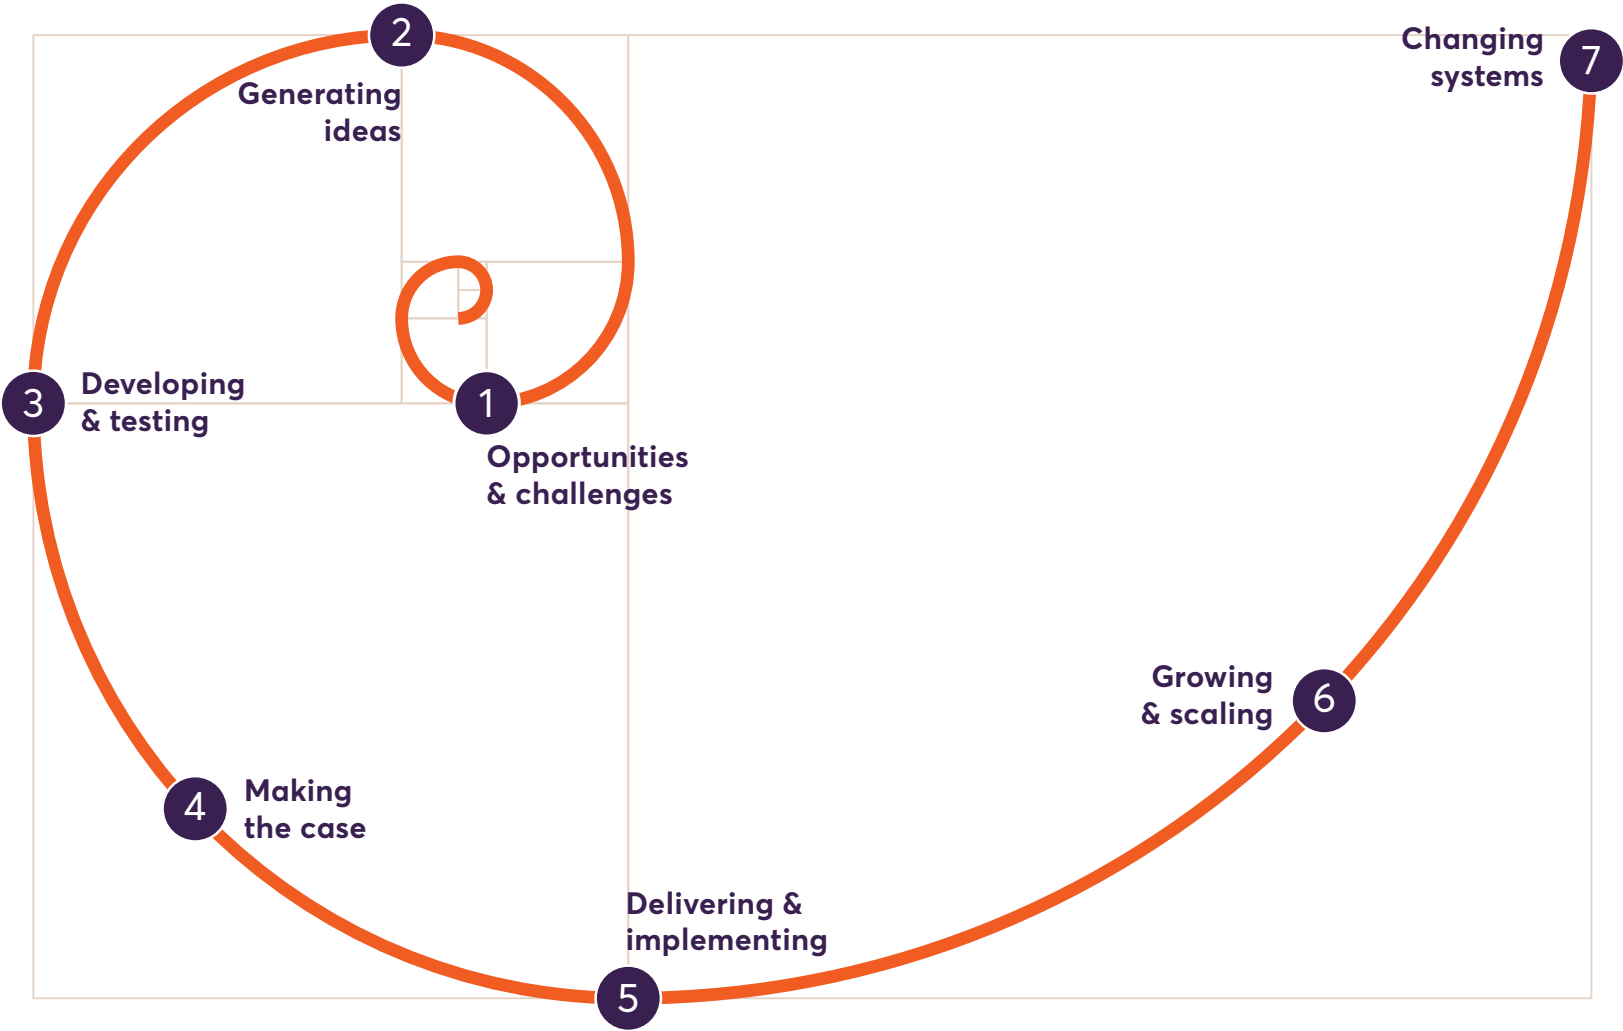 1
Opportunities
& challenges
2
Generating
ideas
3
Developing
& testing
4
Making
the case
5
Delivering &
implementing
6
Growing
& scaling
7
Changing
systems